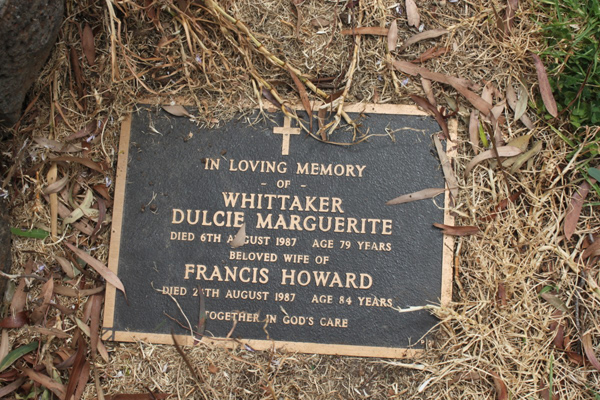 IN LOVING MEMORY
- OF -
WHITTAKER
DULCIE MARGUERITE
DIED 6TH AUGUST 1987 AGE 79 YEARS
BELOVED WIFE OF
FRANCIS HOWARD
DIED AUGUST 1987 AGE 84 YEARS
TOGETHER IN GOD'S CARE